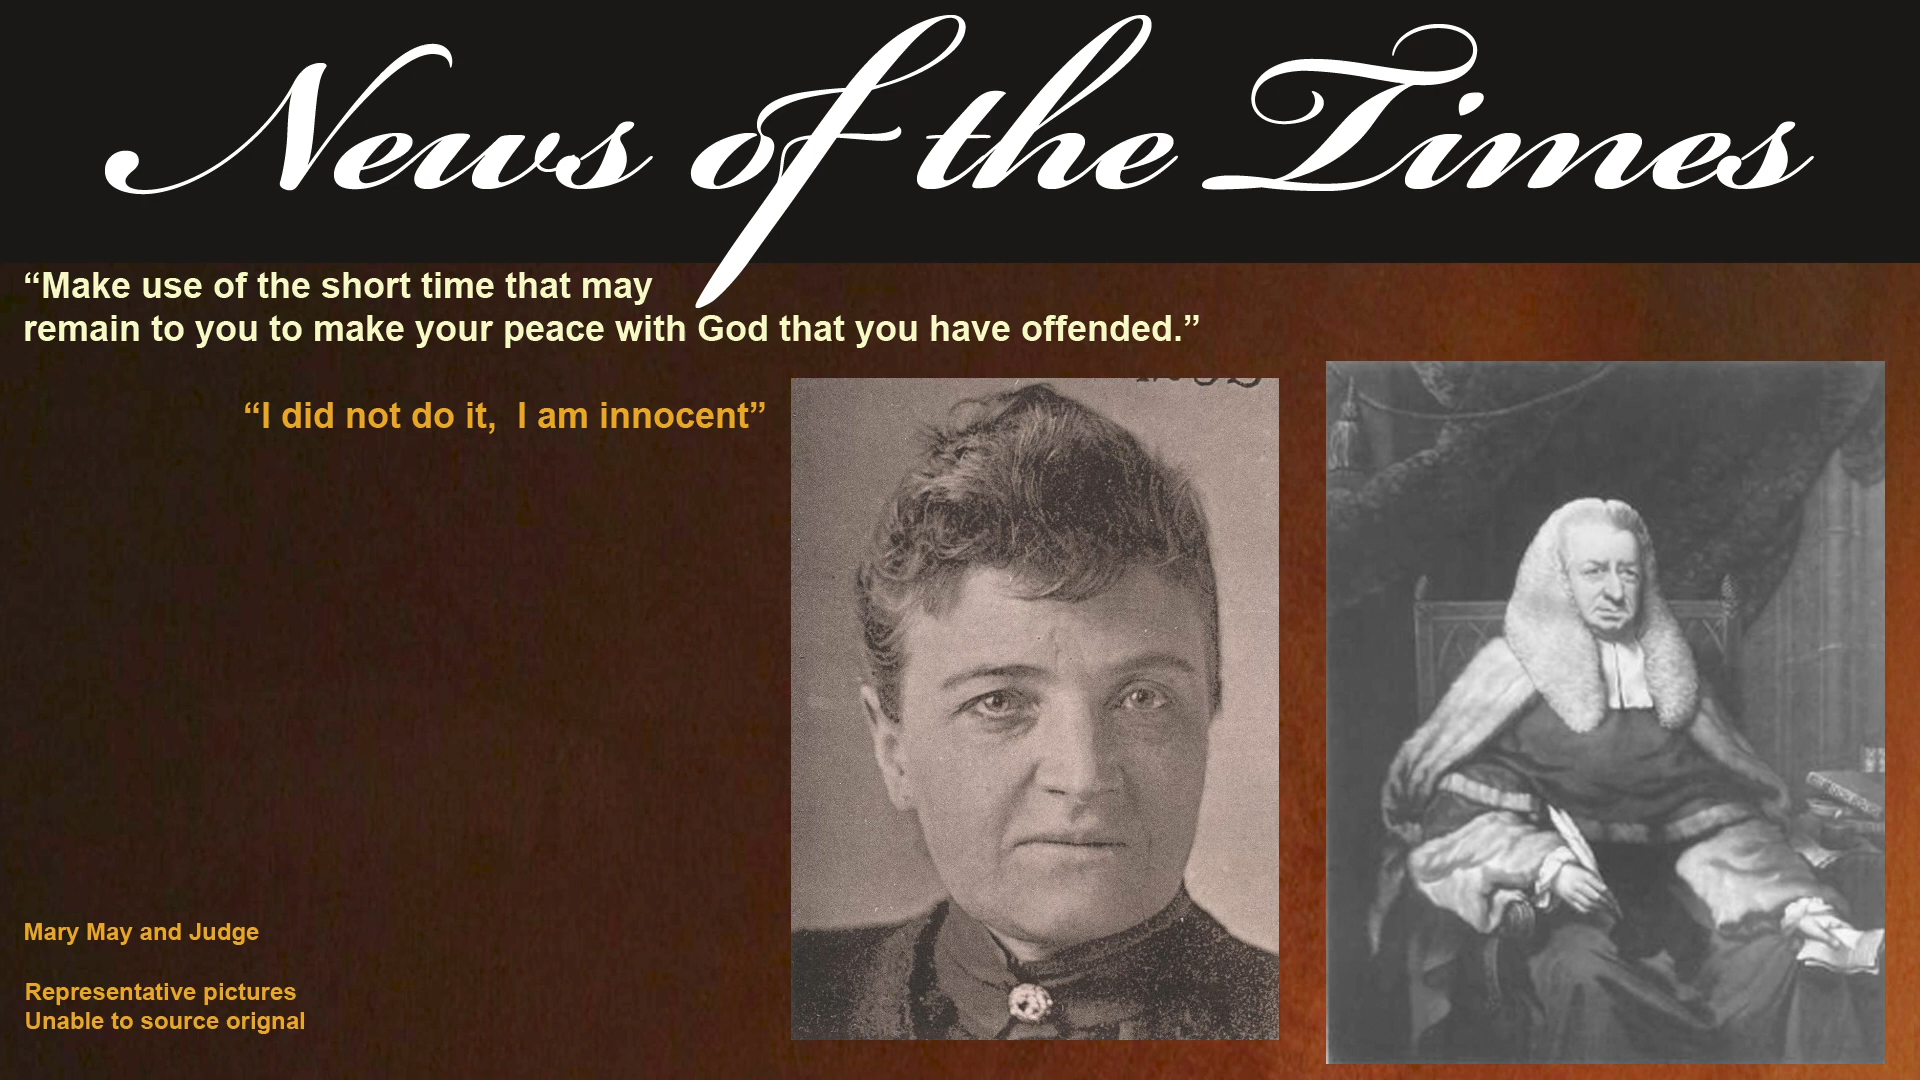 News of the Times
“Make use of the short time that may
remain to you to make your peace with God that you have offended.”
“I did not do it,  I am innocent”
Mary May and Judge
Representative pictures
Unable to source orignal